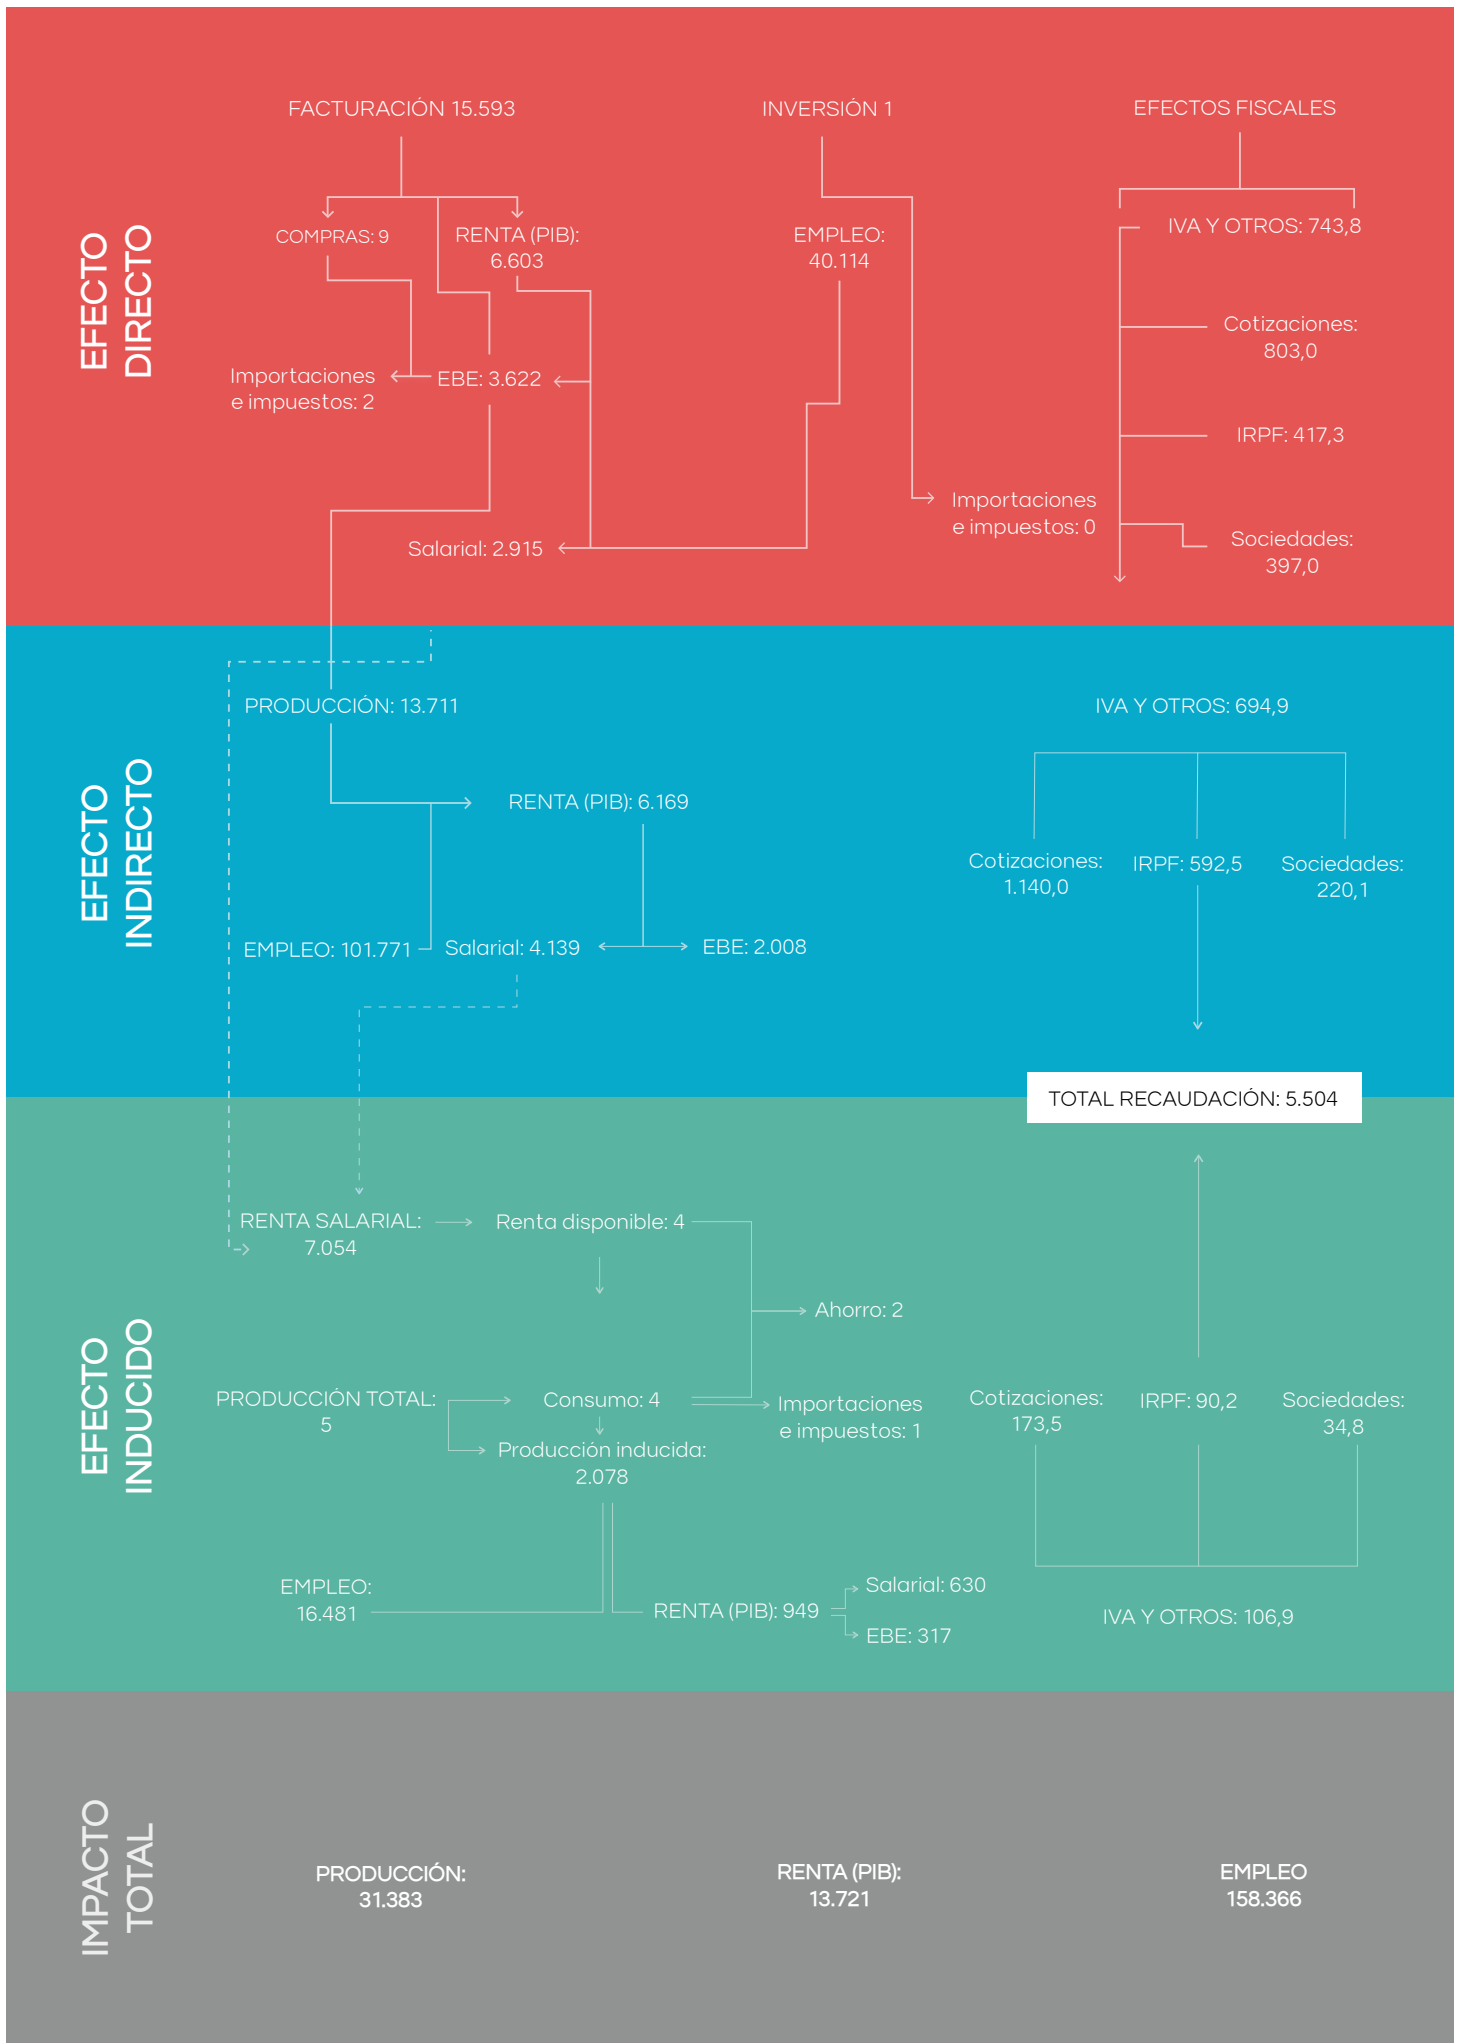 EFECTO
DIRECTO
FACTURACIÓN 15.593
INVERSIÓN 1
EFECTOS FISCALES
COMPRAS: 9
RENTA (PIB):
6.603
EMPLEO:
40.114
IVA Y OTROS: 743,8
Cotizaciones:
803,0
Importaciones
e impuestos: 2
EBE: 3.622
IRPF: 417,3
Importaciones
e impuestos: 0
Salarial: 2.915
Sociedades:
397,0
EFECTO
INDIRECTO
PRODUCCIÓN: 13.711
IVA Y OTROS: 694,9
RENTA (PIB): 6.169
Cotizaciones:
1.140,0
IRPF: 592,5
Sociedades:
220,1
EMPLEO: 101.771
Salarial: 4.139
EBE: 2.008
TOTAL RECAUDACIÓN: 5.504
EFECTO
INDUCIDO
RENTA SALARIAL:
7.054
Renta disponible: 4
Ahorro: 2
PRODUCCIÓN TOTAL:
5
Consumo: 4
Importaciones
e impuestos: 1
Cotizaciones:
173,5
IRPF: 90,2
Sociedades:
34,8
Producción inducida:
2.078
EMPLEO:
16.481
RENTA (PIB): 949
Salarial: 630
EBE: 317
IVA Y OTROS: 106,9
IMPACTO
TOTAL
PRODUCCIÓN:
31.383
RENTA (PIB):
13.721
EMPLEO
158.366